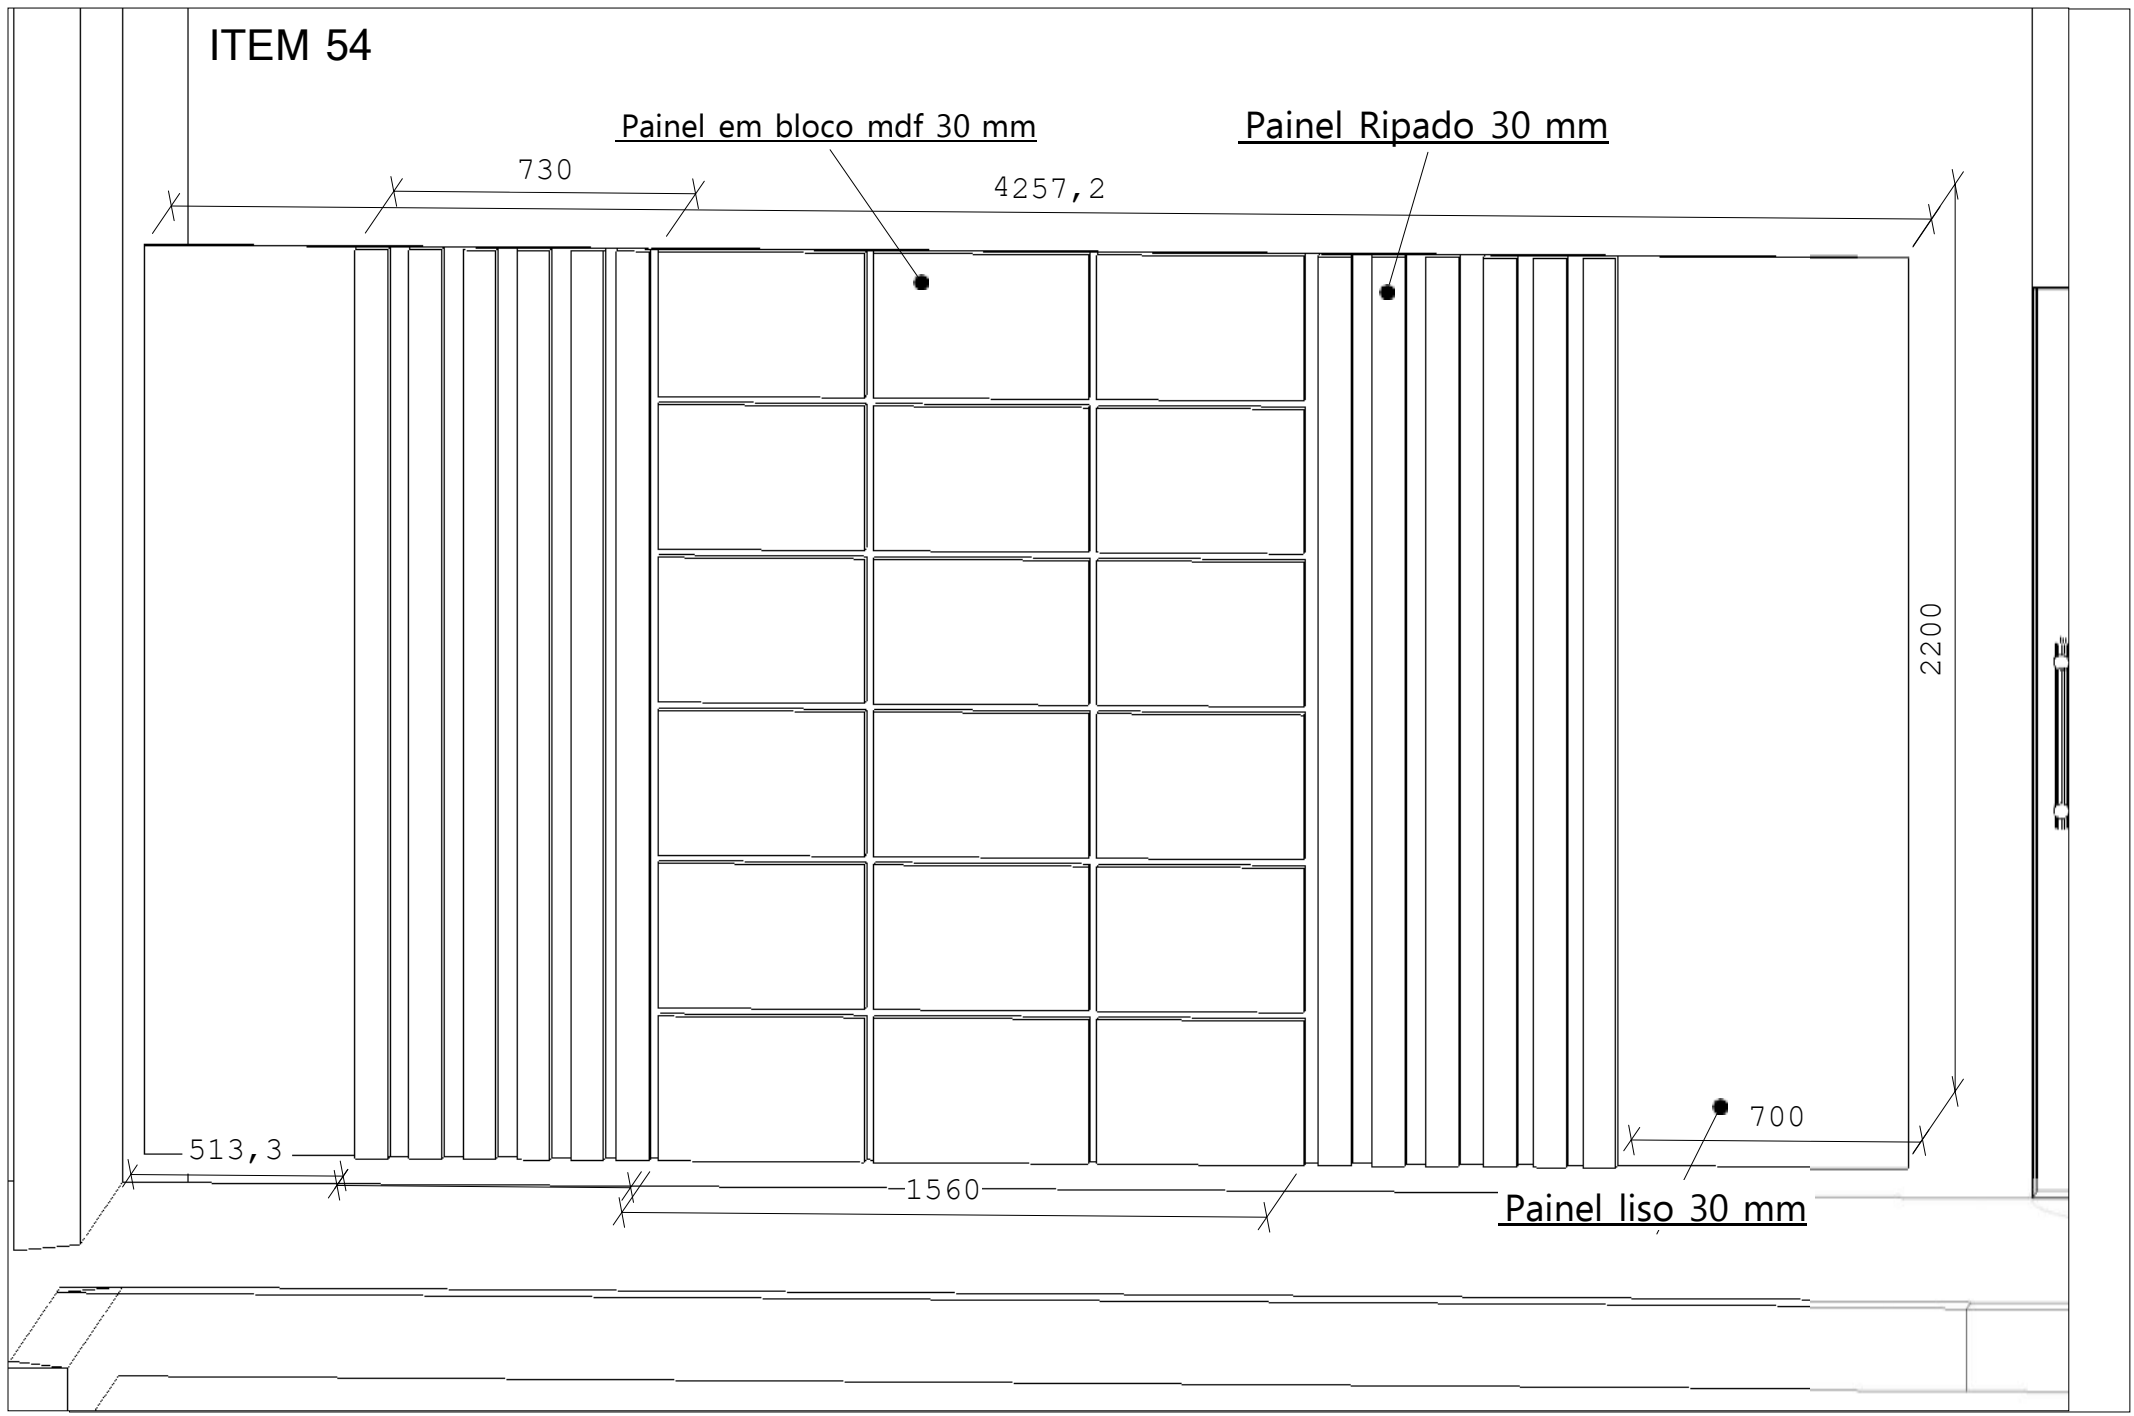 ITEM 54
Painel em bloco mdf 30 mm
Painel Ripado 30 mm
730
4257,2
2200
700
513,3
1560
Painel liso 30 mm